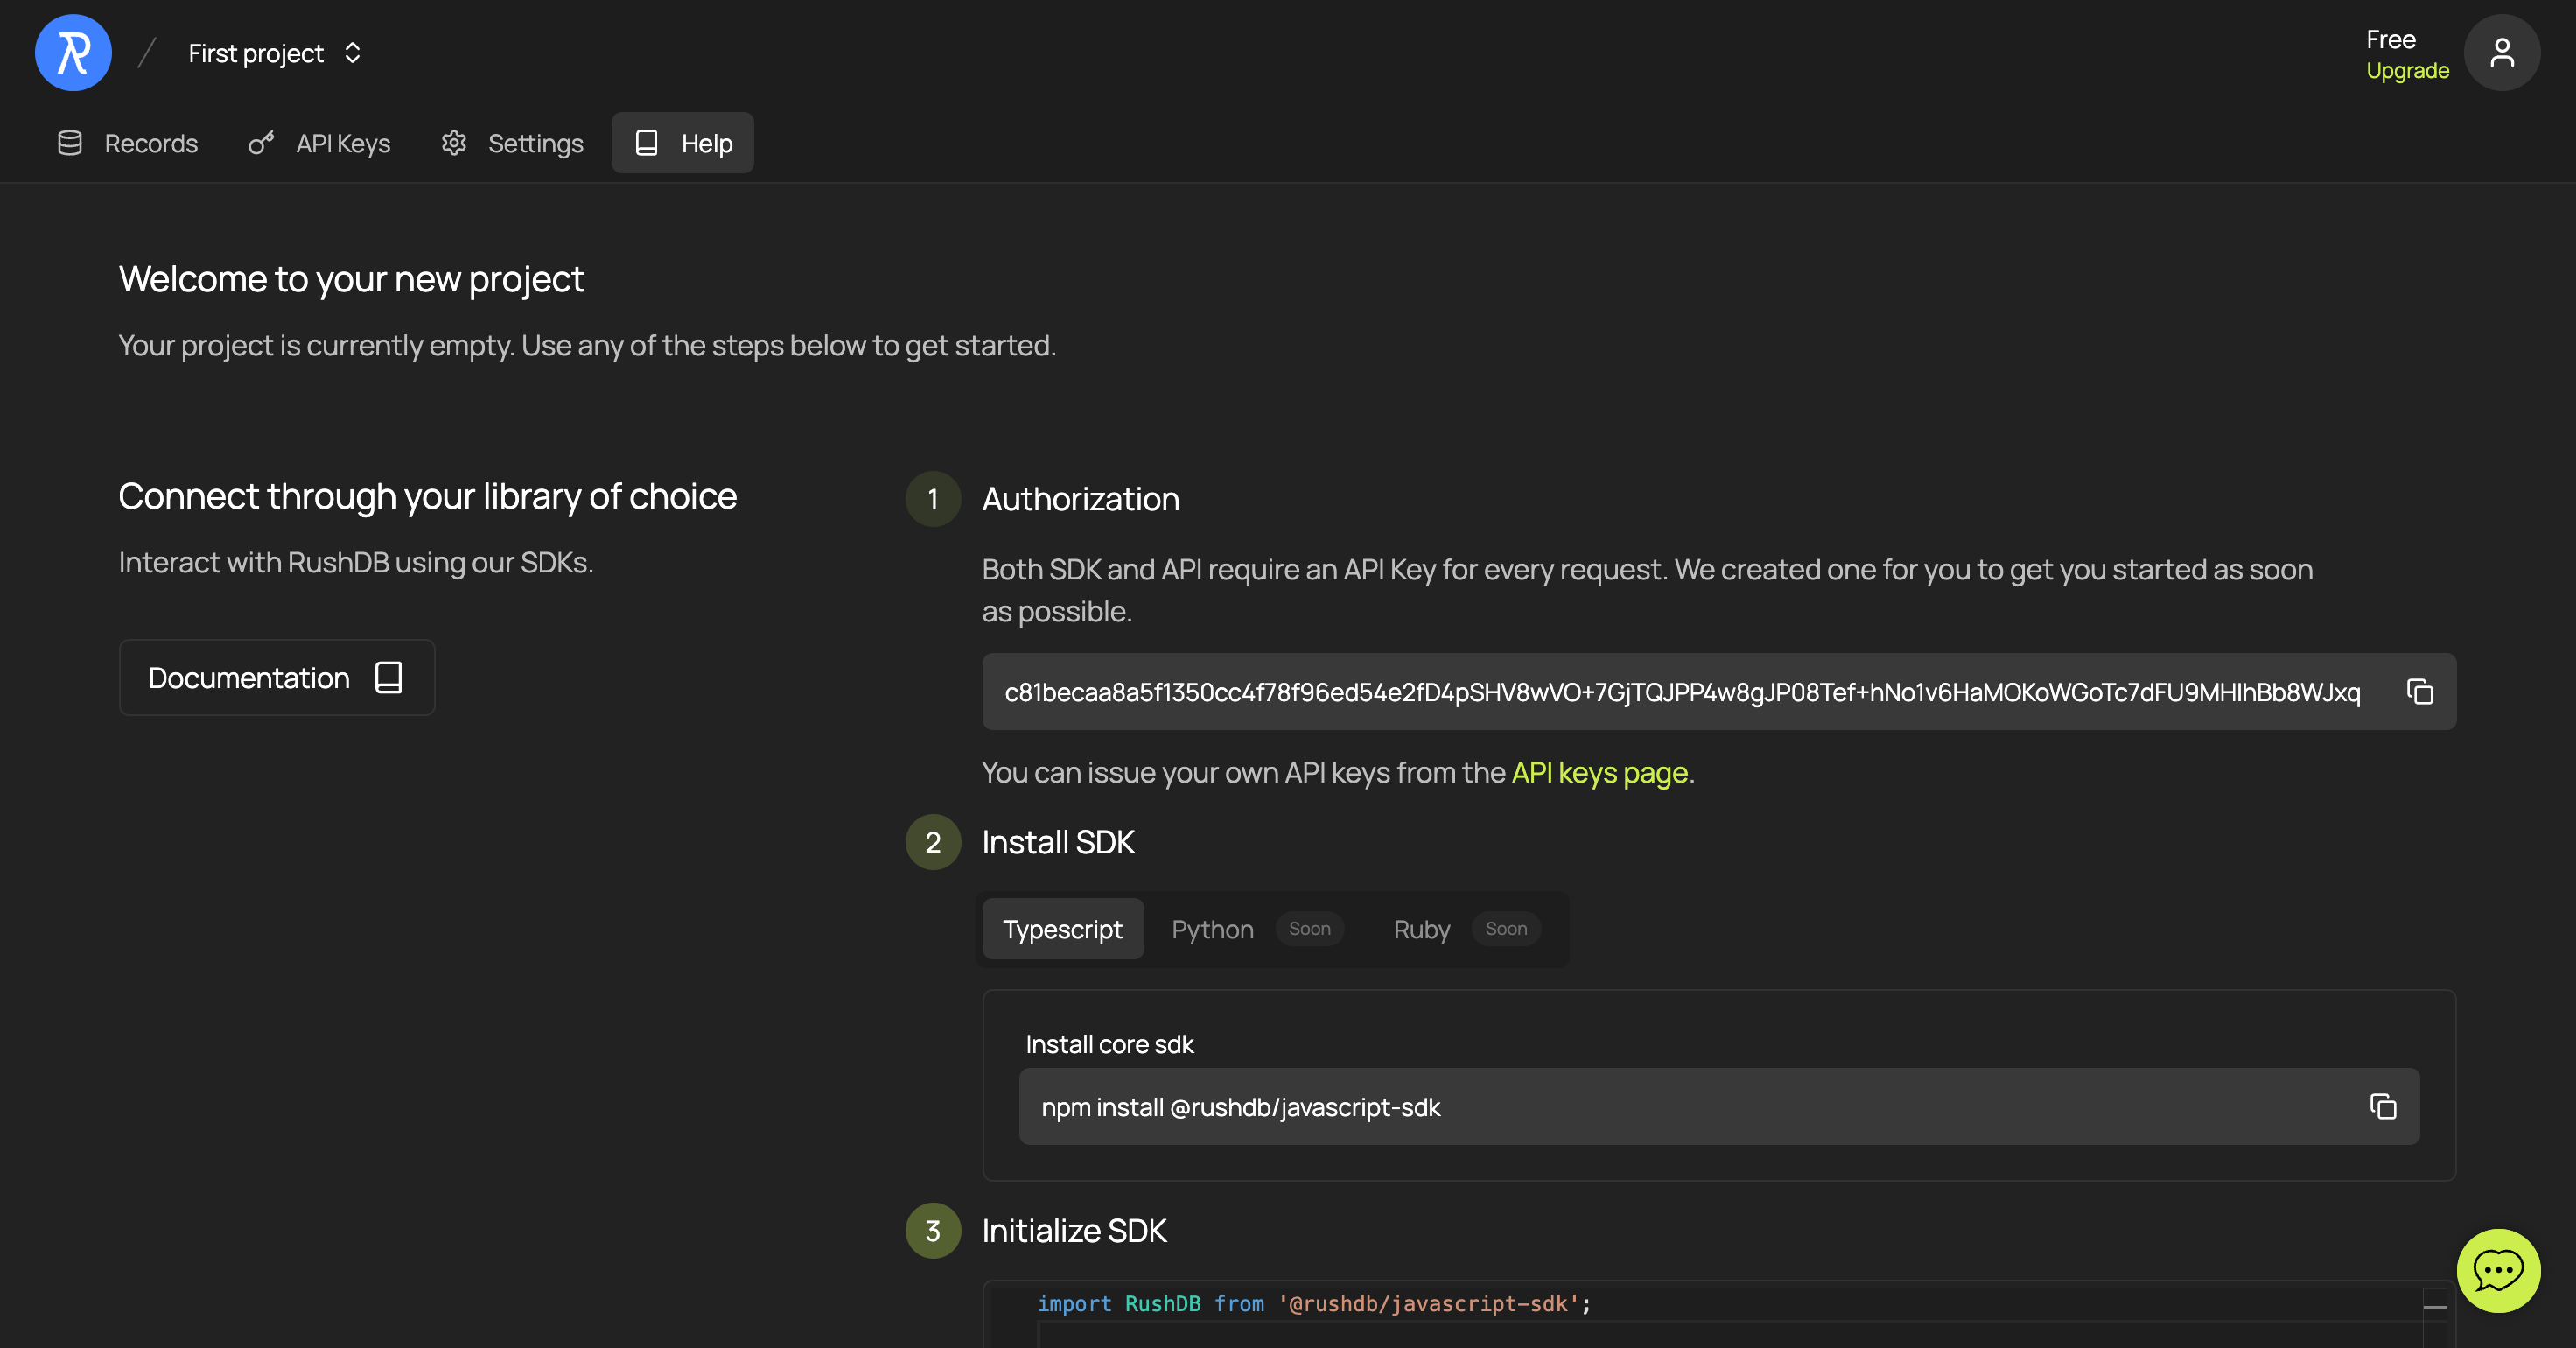 First project
Free
Upgrade
Records
API Keys
Settings
Help
Welcome to your new project
Your project is currently empty. Use any of the steps below to get started.
Connect through your library of choice
Interact with RushDB using our SDKs.
Documentation
1 Authorization
Both SDK and API require an API Key for every request. We created one for you to get you started as soon
as possible.
c81becaa8a5f1350cc4f78f96ed54e2fD4pSHV8wVO+7GjTQJPP4w8gJP08Tef+hNo1v6HaMOKoWGoTc7dFU9MHIhBb8WJxq
You can issue your own API keys from the API keys page.
2 Install SDK
Typescript
Python Soon
Ruby Soon
Install core sdk
npm install @rushdb/javascript-sdk
3 Initialize SDK
import RushDB from '@rushdb/javascript-sdk';